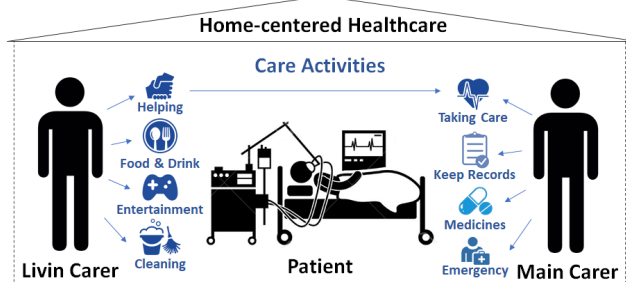 Home-centered Healthcare
Care Activities
Helping
Food & Drink
Entertainment
Cleaning
Livin Carer
Patient
Taking Care
Keep Records
Medicines
Emergency
Main Carer